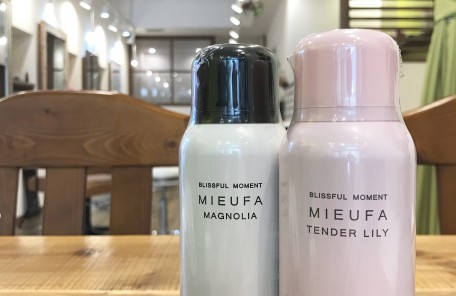 BLISSFUL MOMENT
MIEUFA
MAGNOLIA
BLISSFUL MOMENT
MIEUFA
TENDER LILY